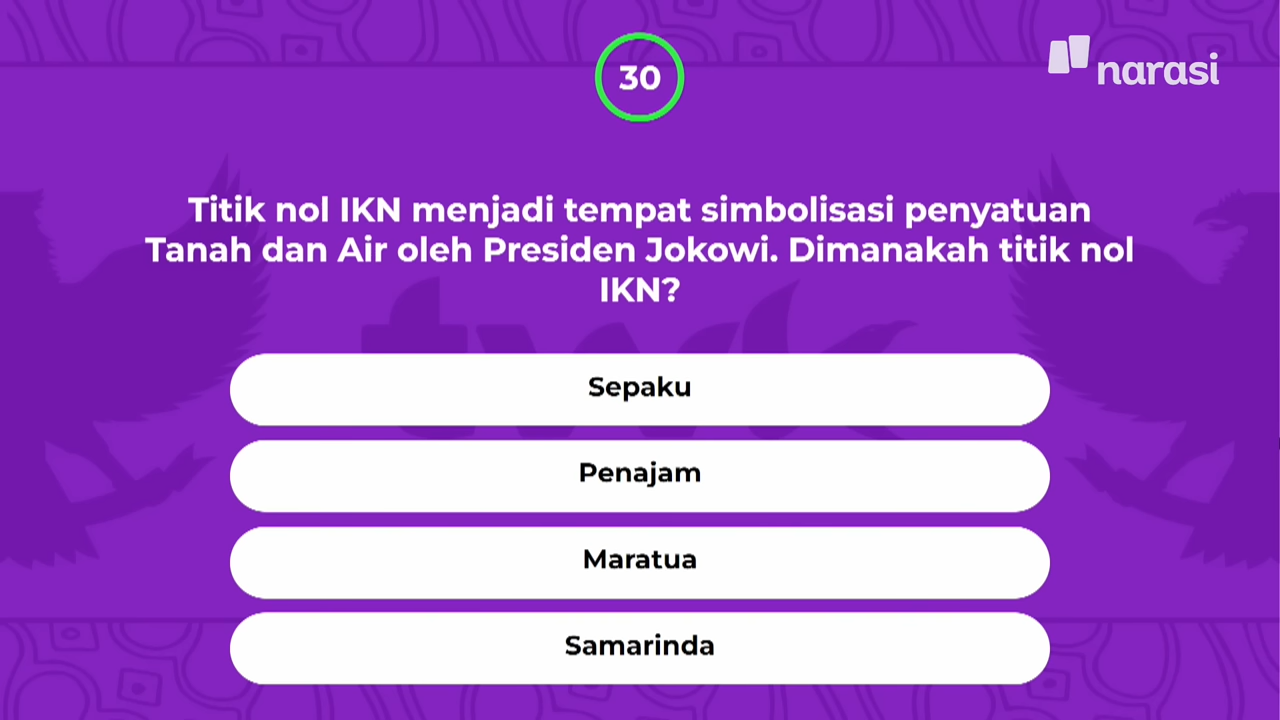 30
narasi
Titik nol IKN menjadi tempat simbolisasi penyatuan
Tanah dan Air oleh Presiden Jokowi. Dimanakah titik nol
IKN?
twk
Sepaku
Penajam
Maratua
Samarinda